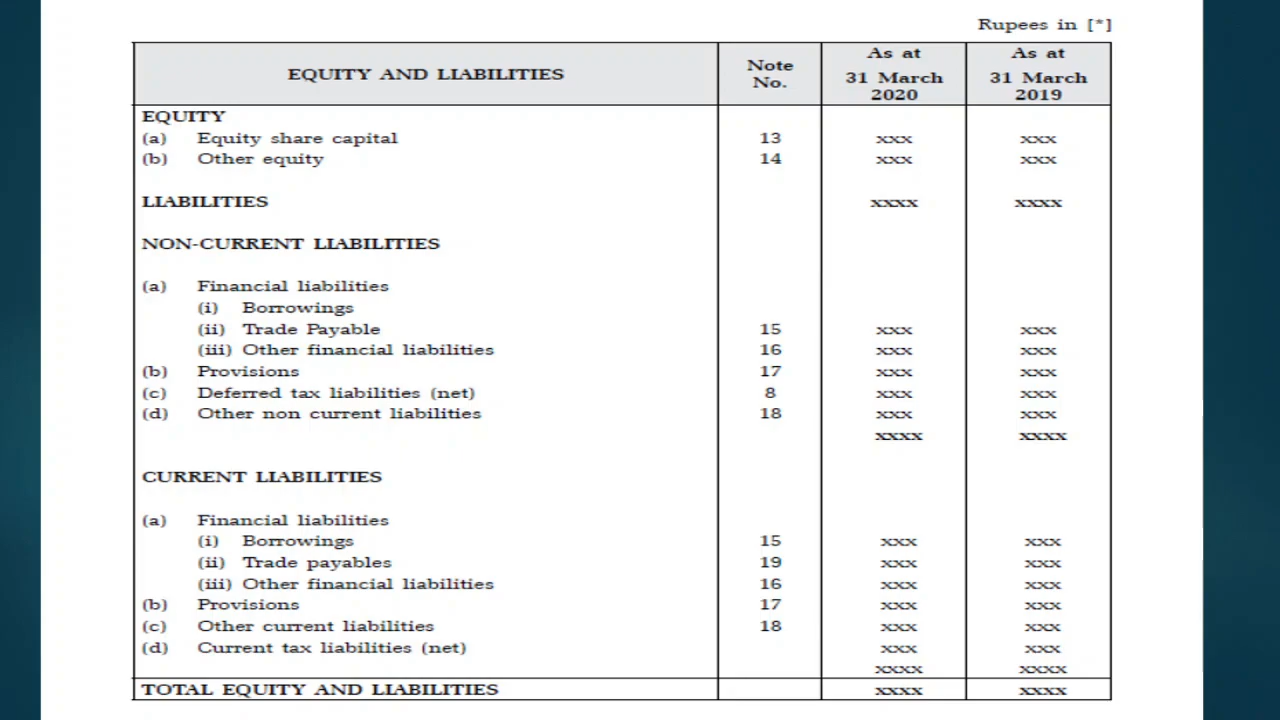 Rupees in [*]
EQUITY AND LIABILITIES Note No. As at 31 March 2020 As at 31 March 2019
EQUITY
(a) Equity share capital 13 xxx xxx
(b) Other equity 14 xxx xxx
LIABILITIES xxxx xxxx
NON-CURRENT LIABILITIES
(a) Financial liabilities
(i) Borrowings
(ii) Trade Payable 15 xxx xxx
(iii) Other financial liabilities 16 xxx xxx
(b) Provisions 17 xxx xxx
(c) Deferred tax liabilities (net) 8 xxx xxx
(d) Other non current liabilities 18 xxx xxx
xxxx xxxx
CURRENT LIABILITIES
(a) Financial liabilities
(i) Borrowings 15 xxx xxx
(ii) Trade payables 19 xxx xxx
(iii) Other financial liabilities 16 xxx xxx
(b) Provisions 17 xxx xxx
(c) Other current liabilities 18 xxx xxx
(d) Current tax liabilities (net) xxx xxx
xxxx xxxx
TOTAL EQUITY AND LIABILITIES xxxx xxxx